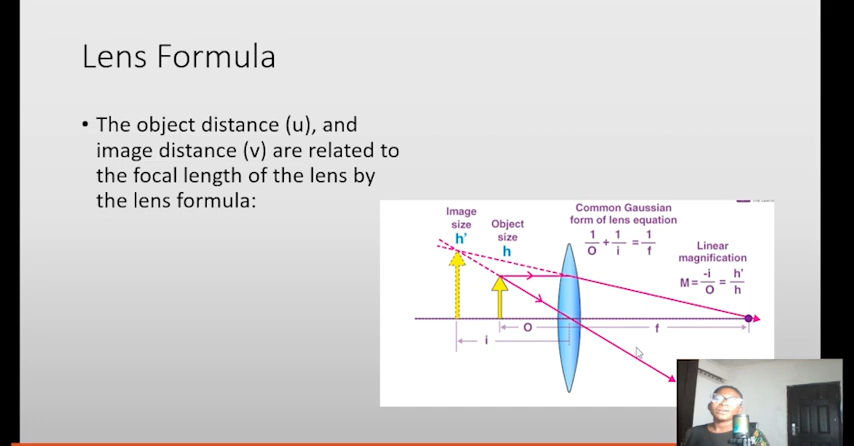 Lens Formula
• The object distance (u), and
image distance (v) are related to
the focal length of the lens by
the lens formula:
Image
size
h'
Object
size
h
Common Gaussian
form of lens equation
1/O + 1/i = 1/f
Linear
magnification
M = -i/O = h'/h
O
f
i